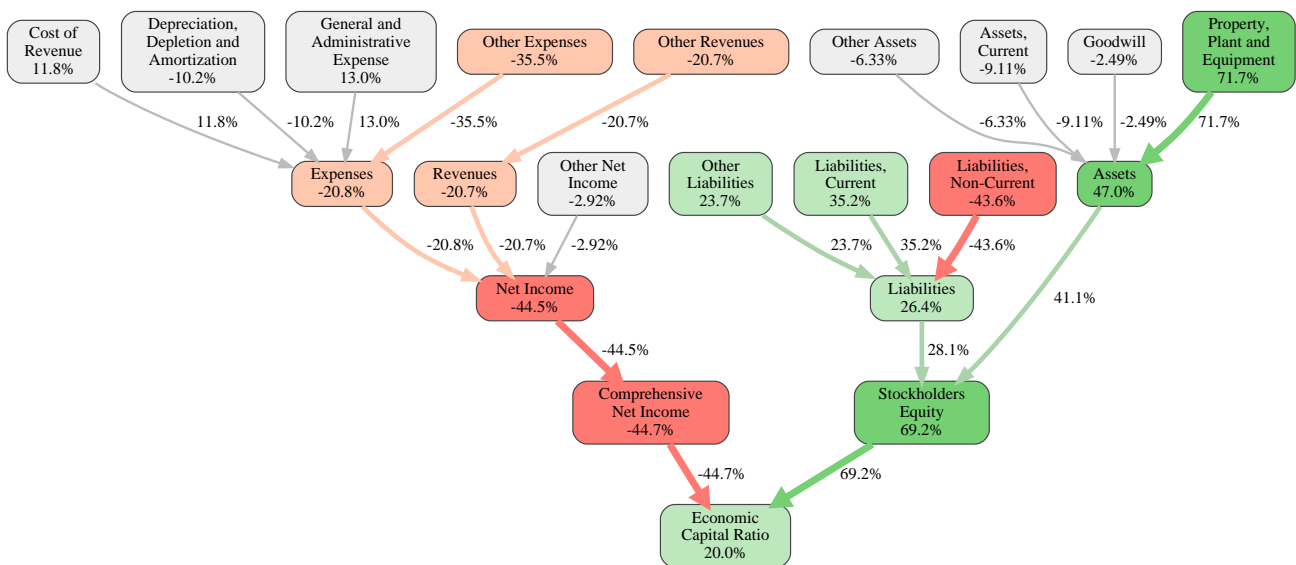 Cost of
Revenue
11.8%
Depreciation,
Depletion and
Amortization
-10.2%
General and
Administrative
Expense
13.0%
Other Expenses
-35.5%
Other Revenues
-20.7%
Other Assets
-6.33%
Assets,
Current
-9.11%
Goodwill
-2.49%
Property,
Plant and
Equipment
71.7%
11.8%
-10.2%
13.0%
-35.5%
-20.7%
-6.33%
-9.11%
-2.49%
71.7%
Expenses
-20.8%
Revenues
-20.7%
Other Net
Income
-2.92%
Other
Liabilities
23.7%
Liabilities,
Current
35.2%
Liabilities,
Non-Current
-43.6%
Assets
47.0%
-20.8%
-20.7%
-2.92%
23.7%
35.2%
-43.6%
41.1%
Net Income
-44.5%
Liabilities
26.4%
-44.5%
28.1%
Comprehensive
Net Income
-44.7%
Stockholders
Equity
69.2%
-44.7%
69.2%
Economic
Capital Ratio
20.0%